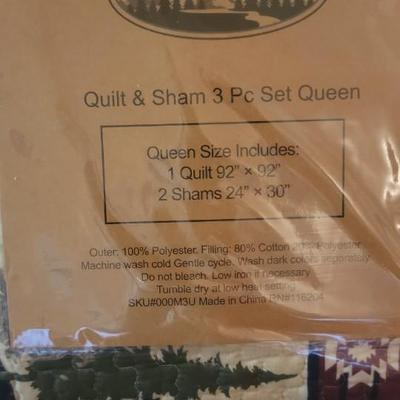 Quilt & Sham 3 Pc Set Queen
Queen Size Includes:
1 Quilt 92" × 92"
2 Shams 24" × 30"
Outer: 100% Polyester. Filling: 80% Cotton 20% Polyester
Machine wash cold Gentle cycle. Wash dark colors separately
Do not bleach. Low iron if necessary
Tumble dry at low heat setting
SKU#000M3U Made in China RN#116204